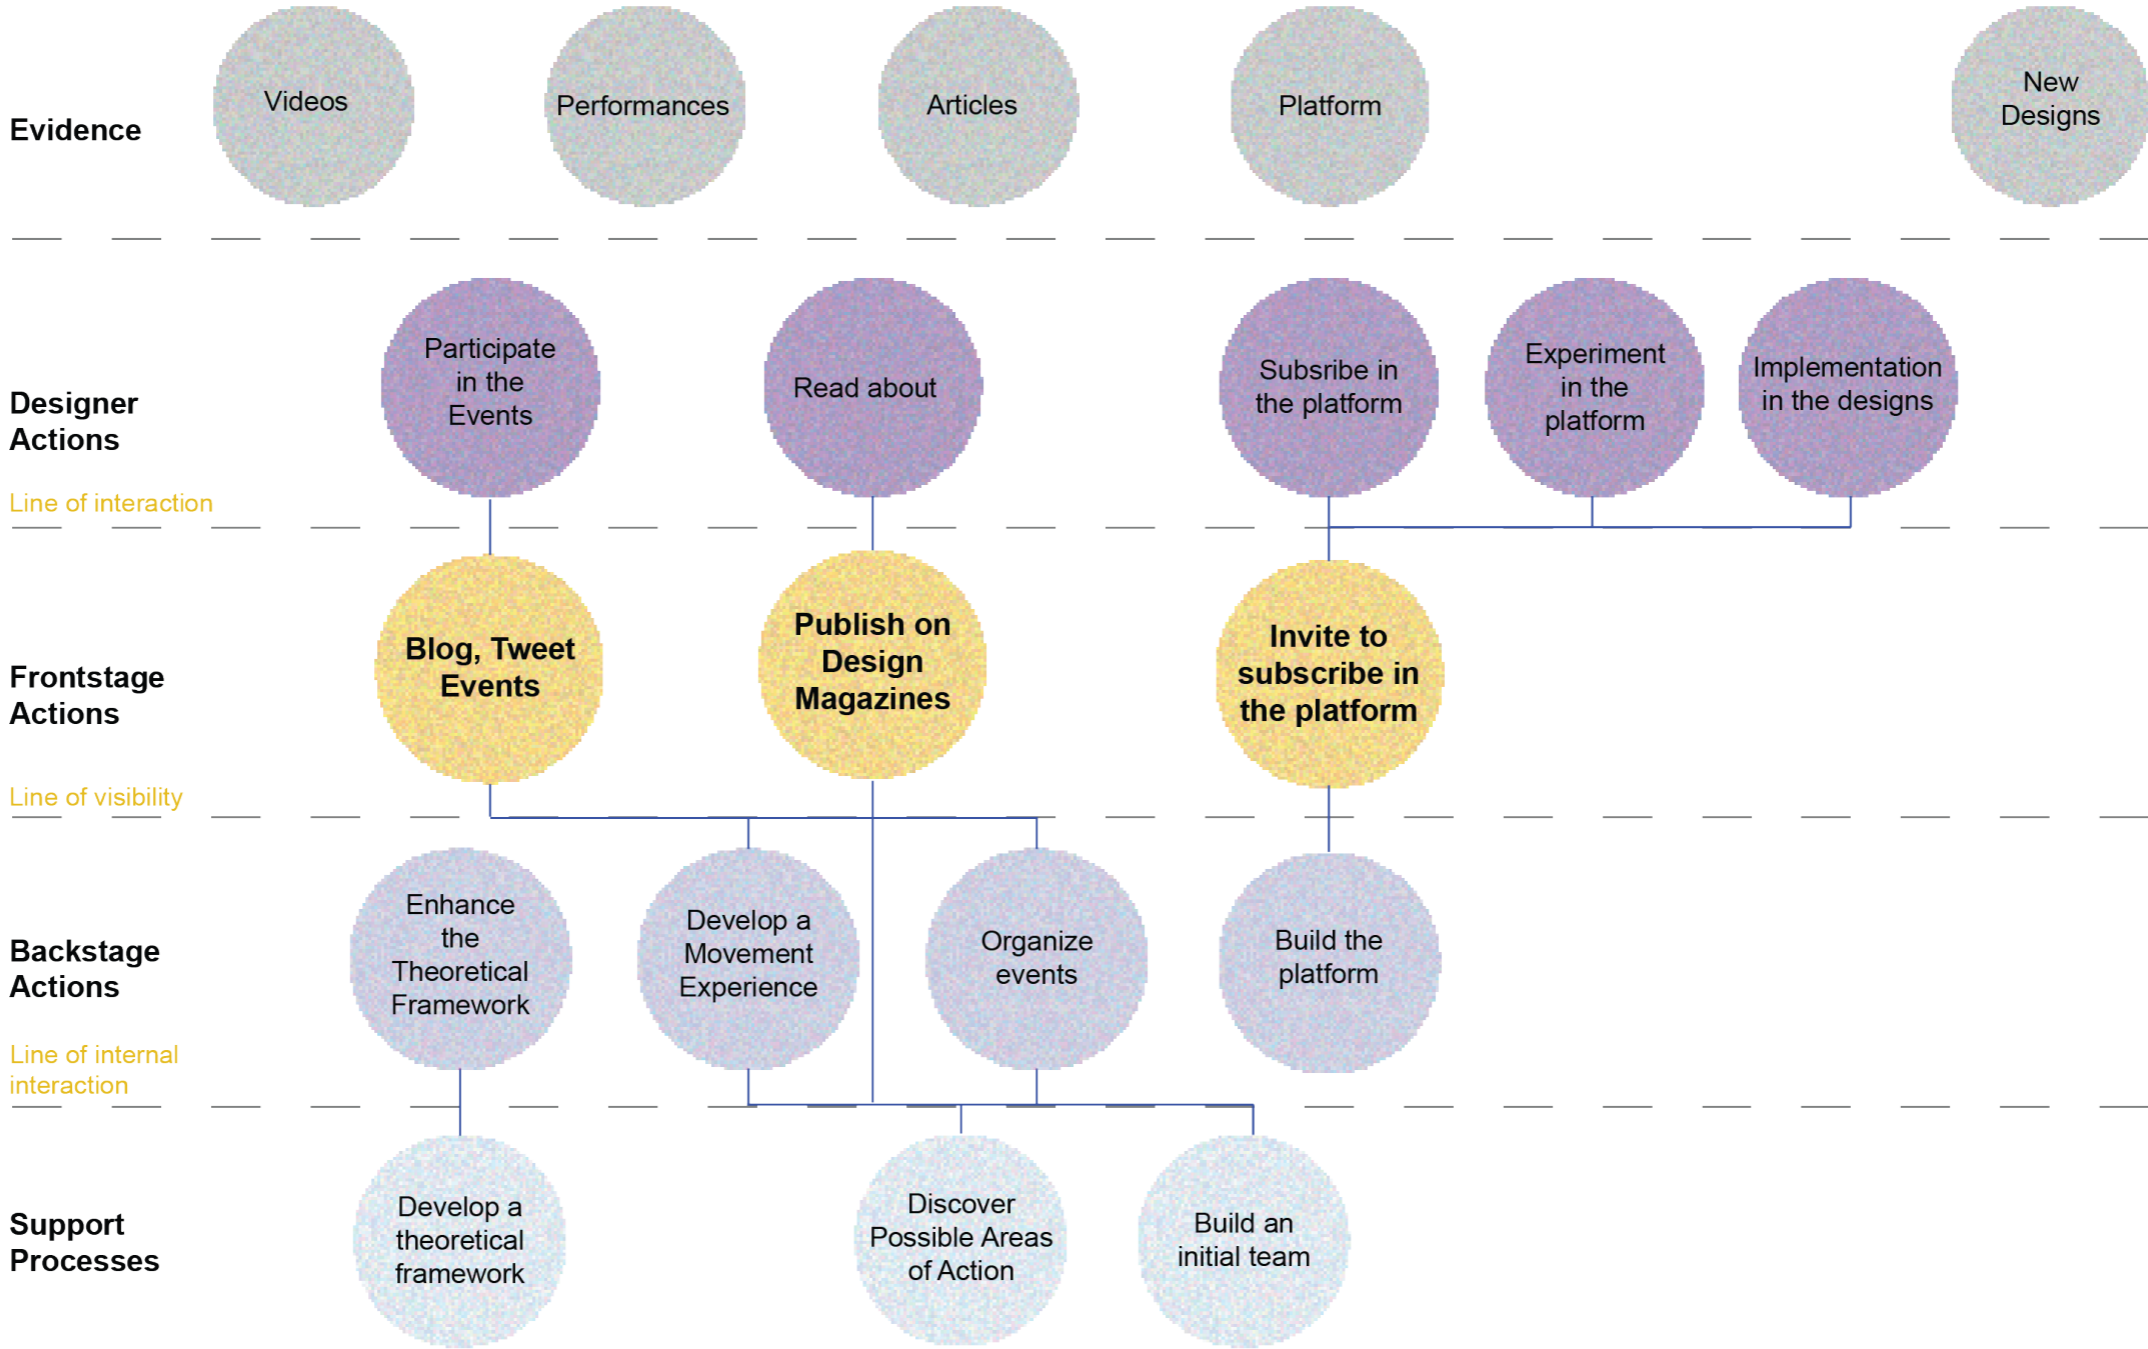 Evidence
Videos
Performances
Articles
Platform
New
Designs
Designer
Actions
Participate
in the
Events
Read about
Subsribe in
the platform
Experiment
in the
platform
Implementation
in the designs
Line of interaction
Frontstage
Actions
Blog, Tweet
Events
Publish on
Design
Magazines
Invite to
subscribe in
the platform
Line of visibility
Backstage
Actions
Enhance
the
Theoretical
Framework
Develop a
Movement
Experience
Organize
events
Build the
platform
Line of internal
interaction
Support
Processes
Develop a
theoretical
framework
Discover
Possible Areas
of Action
Build an
initial team